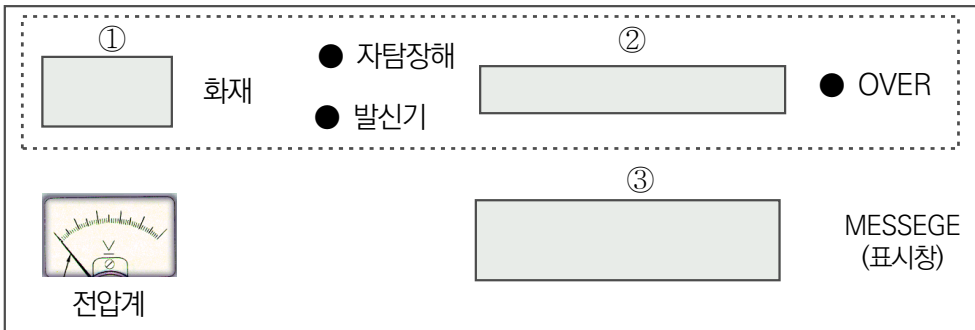 ①
화재
● 자탐장해
● 발신기
②
● OVER
전압계
③
MESSEGE
(표시창)